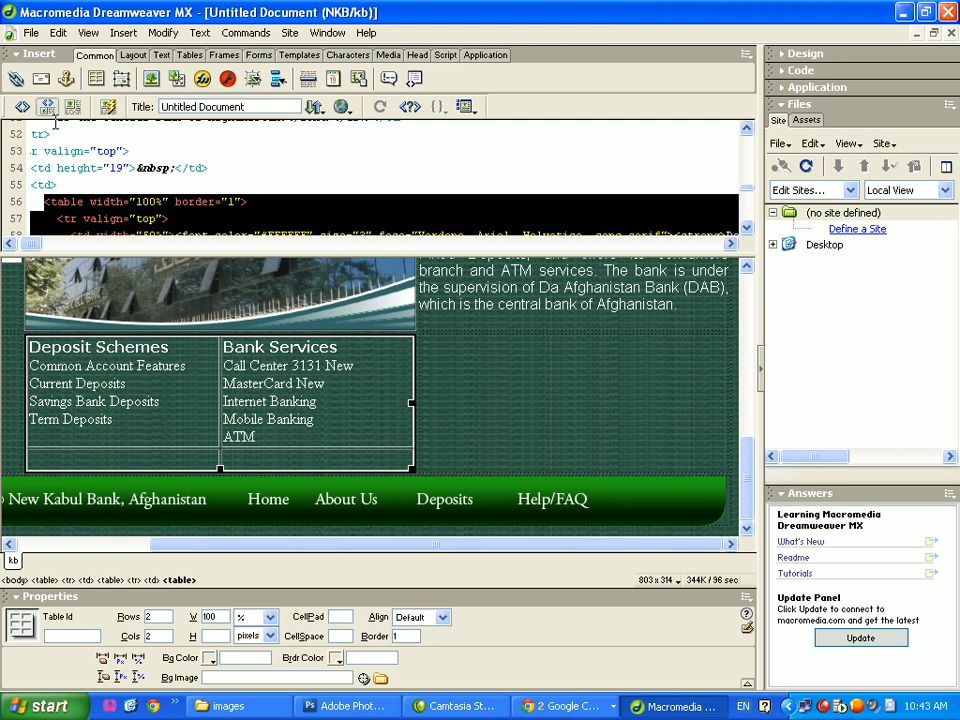 Macromedia Dreamweaver MX - [Untitled Document (NKB/kb)]
File Edit View Insert Modify Text Commands Site Window Help
Insert Common Layout Text Tables Frames Forms Templates Characters Media Head Script Application
Title: Untitled Document
52 tr>
53 r valign="top">
54 <td height="19">&nbsp;</td>
55 <td>
56 <table width="100%" border="1">
57 <tr valign="top">
58
branch and ATM services. The bank is under
the supervision of Da Afghanistan Bank (DAB),
which is the central bank of Afghanistan.
Deposit Schemes
Common Account Features
Current Deposits
Savings Bank Deposits
Term Deposits
Bank Services
Call Center 3131 New
MasterCard New
Internet Banking
Mobile Banking
ATM
New Kabul Bank, Afghanistan Home About Us Deposits Help/FAQ
kb
<body> <table> <tr> <td> <table> <tr> <td> <table>
803 x 314 344K / 96 sec
Properties
Table Id
Rows 2 W 100 % CellPad Align Default
Cols 2 H pixels CellSpace Border 1
Bg Color Brdr Color
Bg Image
Design
Code
Application
Files
Site Assets
File Edit View Site
Edit Sites... Local View
(no site defined)
Define a Site
Desktop
Answers
Learning Macromedia
Dreamweaver MX
What's New
Readme
Tutorials
Update Panel
Click Update to connect to
macromedia.com and get the latest
Update
start images Adobe Phot... Camtasia St... 2 Google C... Macromedia ... EN 10:43 AM